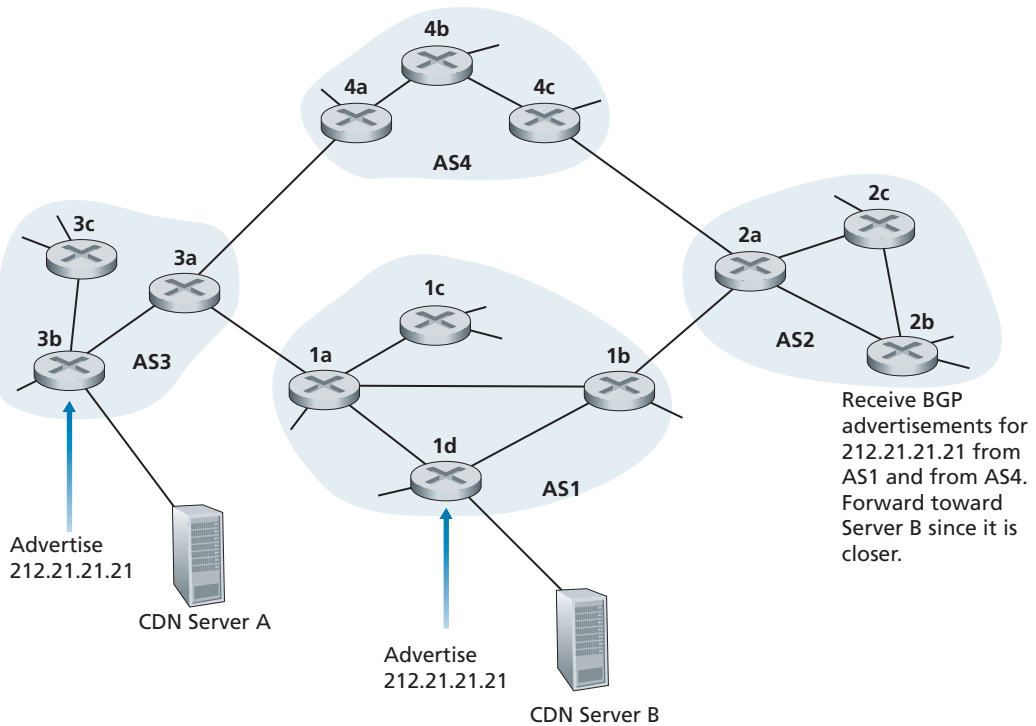 4b
4a
4c
AS4
3c
2c
3a
2a
1c
3b
AS3
1a
1b
AS2
2b
1d
AS1
Receive BGP
advertisements for
212.21.21.21 from
AS1 and from AS4.
Forward toward
Server B since it is
closer.
Advertise
212.21.21.21
CDN Server A
Advertise
212.21.21.21
CDN Server B